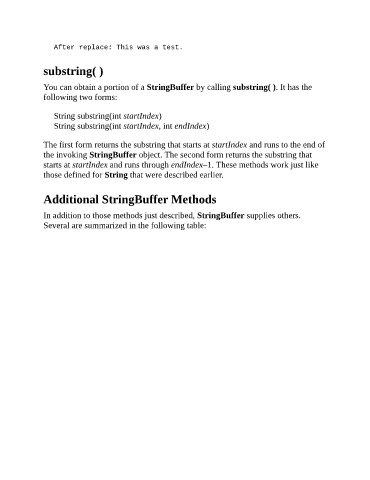 After replace: This was a test.
substring( )
You can obtain a portion of a StringBuffer by calling substring( ). It has the
following two forms:
String substring(int startIndex)
String substring(int startIndex, int endIndex)
The first form returns the substring that starts at startIndex and runs to the end of
the invoking StringBuffer object. The second form returns the substring that
starts at startIndex and runs through endIndex–1. These methods work just like
those defined for String that were described earlier.
Additional StringBuffer Methods
In addition to those methods just described, StringBuffer supplies others.
Several are summarized in the following table: